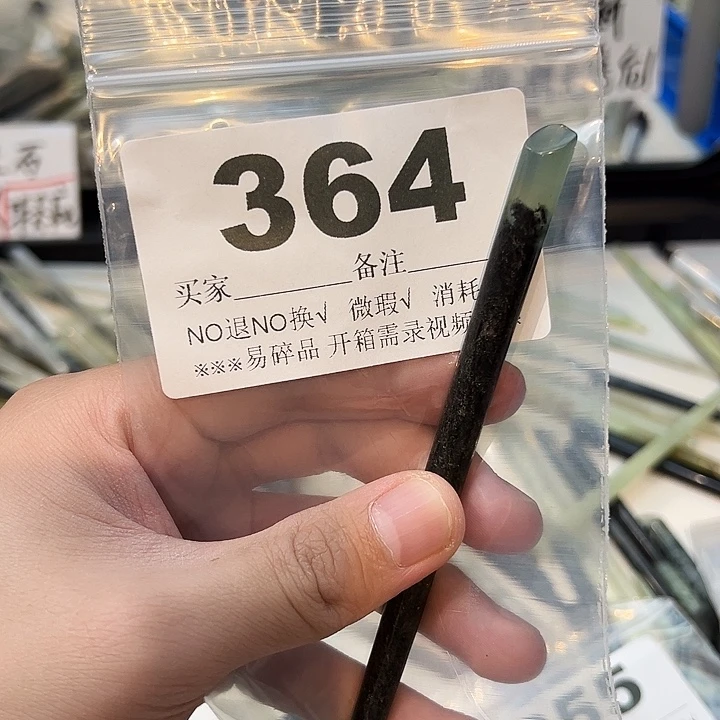 364
买家________备注________
NO退NO换√ 微瑕√ 消耗
※※※易碎品 开箱需录视频
石